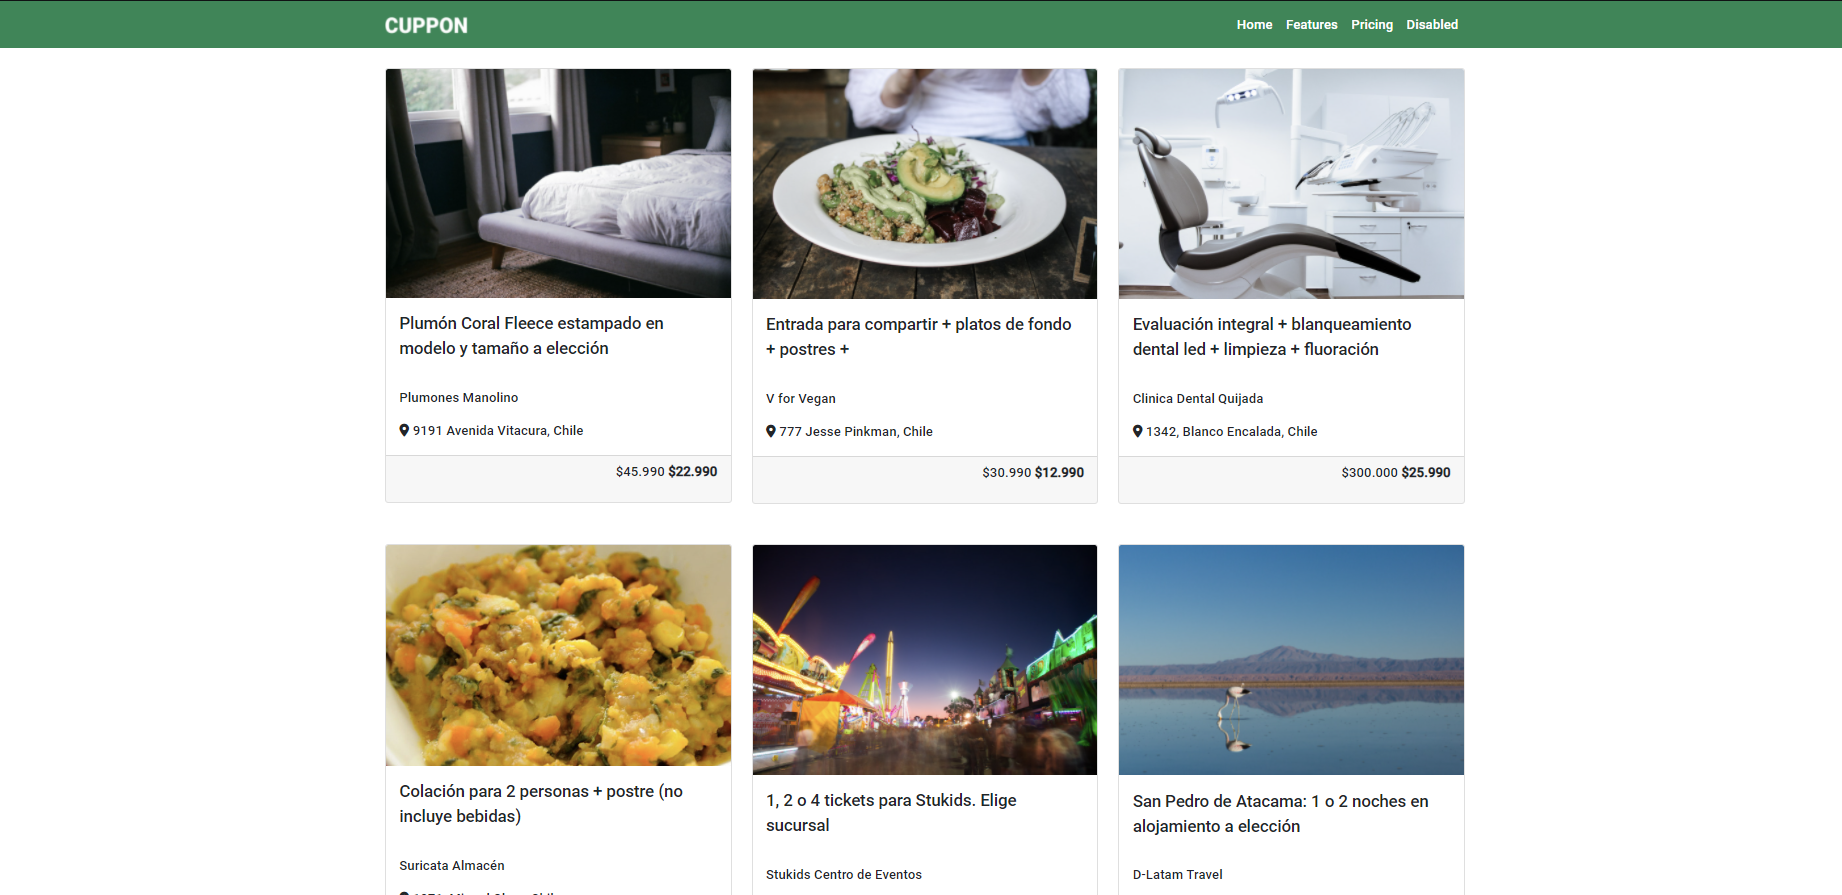 CUPPON
Home Features Pricing Disabled
Plumón Coral Fleece estampado en
modelo y tamaño a elección
Plumones Manolino
9191 Avenida Vitacura, Chile
$45.990 $22.990
Entrada para compartir + platos de fondo
+ postres +
V for Vegan
777 Jesse Pinkman, Chile
$30.990 $12.990
Evaluación integral + blanqueamiento
dental led + limpieza + fluoración
Clinica Dental Quijada
1342, Blanco Encalada, Chile
$300.000 $25.990
Colación para 2 personas + postre (no
incluye bebidas)
Suricata Almacén
1, 2 o 4 tickets para Stukids. Elige
sucursal
Stukids Centro de Eventos
San Pedro de Atacama: 1 o 2 noches en
alojamiento a elección
D-Latam Travel